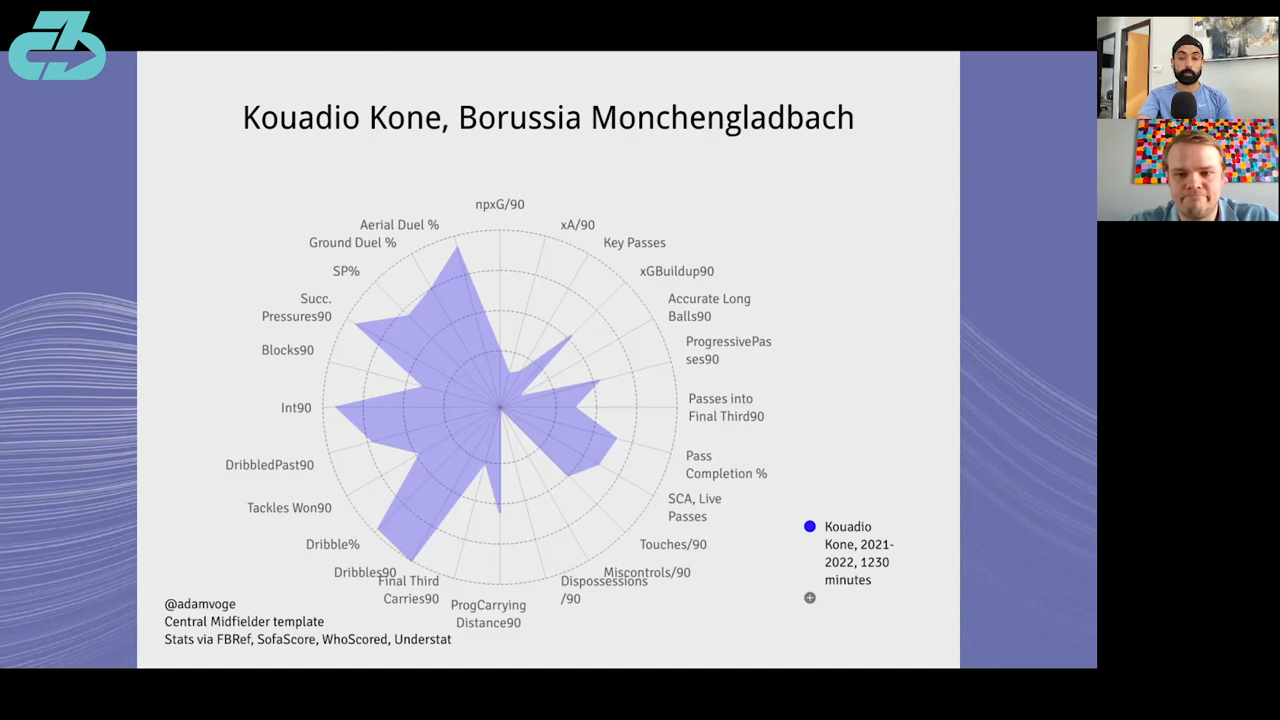 Kouadio Kone, Borussia Monchengladbach
npxG/90
xA/90
Key Passes
xGBuildup90
Accurate Long
Balls90
ProgressivePas
ses90
Passes into
Final Third90
Pass
Completion %
SCA, Live
Passes
Touches/90
Miscontrols/90
Dispossessions
/90
ProgCarrying
Distance90
Final Third
Carries90
Dribbles90
Dribble%
Tackles Won90
DribbledPast90
Int90
Blocks90
Succ.
Pressures90
SP%
Ground Duel %
Aerial Duel %
Kouadio
Kone, 2021-
2022, 1230
minutes
@adamvoge
Central Midfielder template
Stats via FBRef, SofaScore, WhoScored, Understat